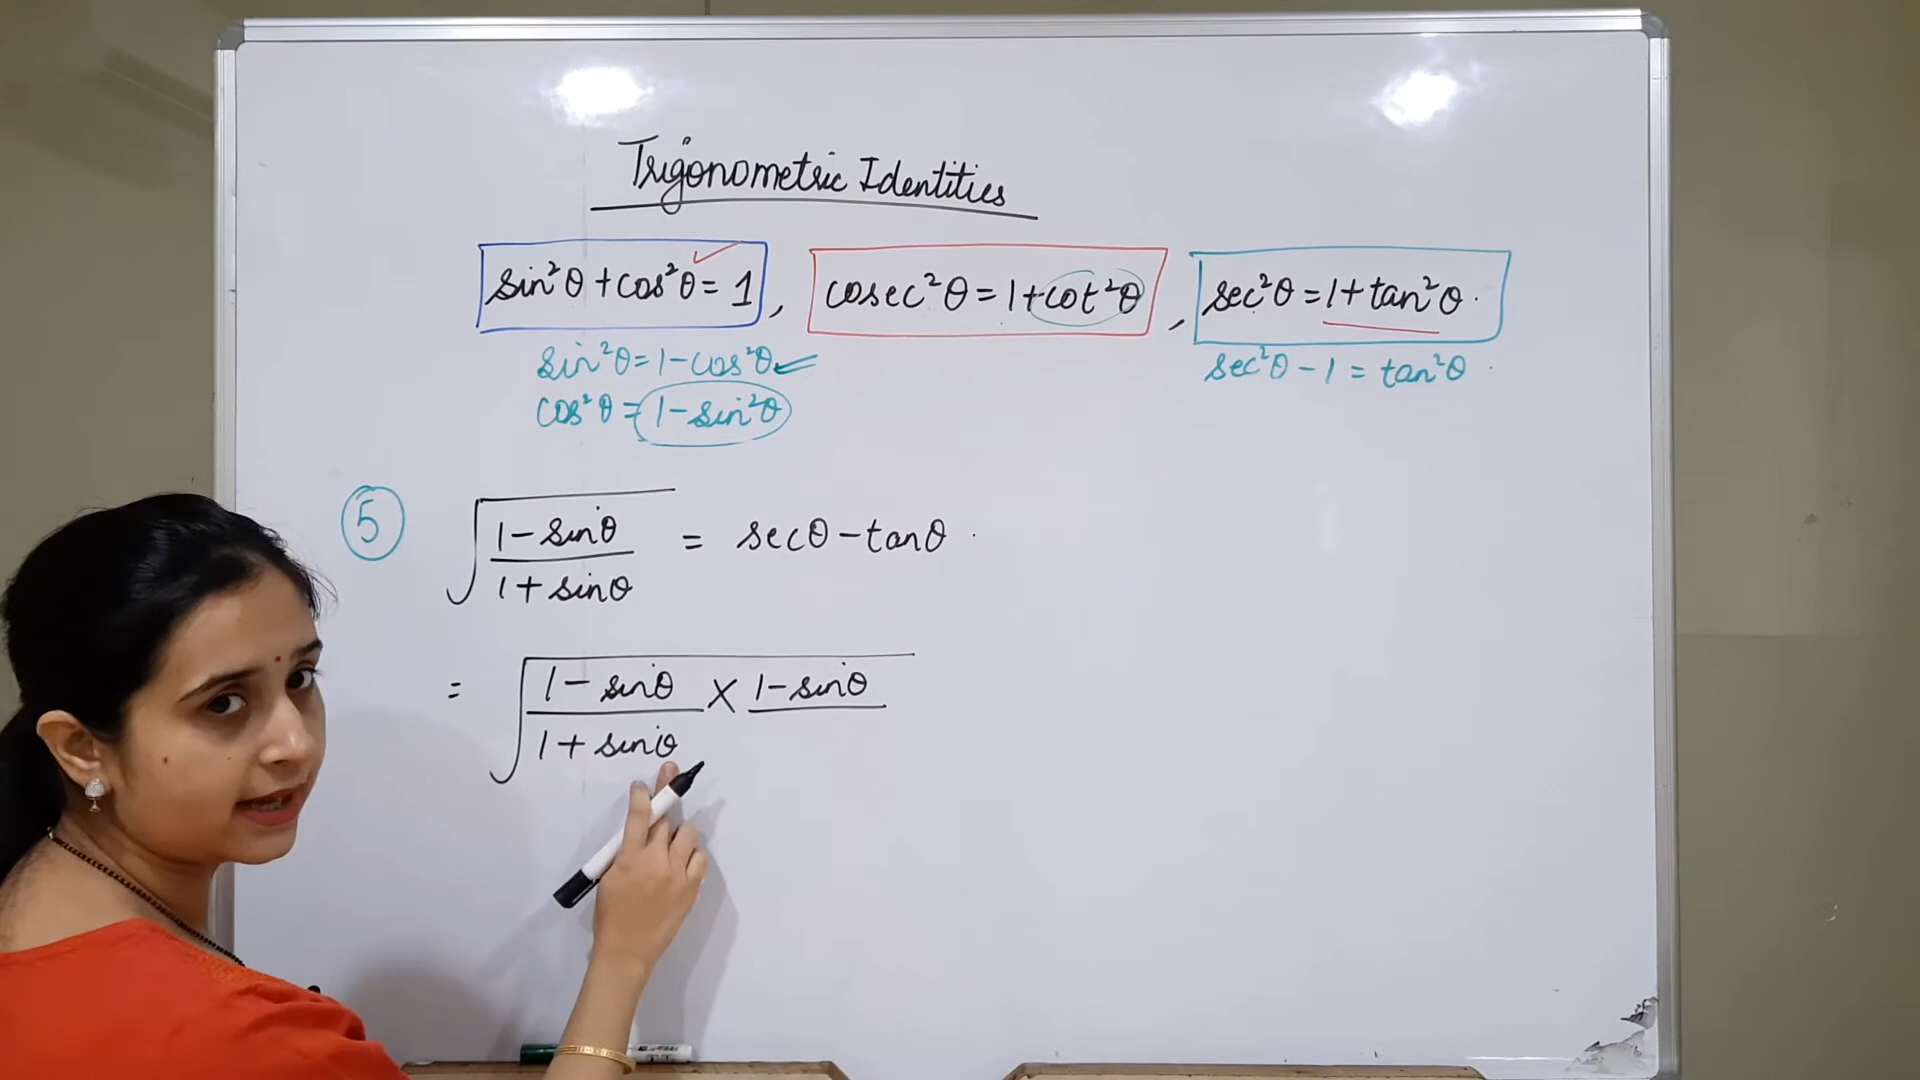 Trigonometric Identities
sin²θ + cos²θ = 1 , cosec²θ = 1 + cot²θ , sec²θ = 1 + tan²θ .
sin²θ = 1 - cos²θ
sec²θ - 1 = tan²θ .
cos²θ = 1 - sin²θ
5 √((1 - sinθ)/(1 + sinθ)) = secθ - tanθ .
= √((1 - sinθ)/(1 + sinθ) × (1 - sinθ)/ )